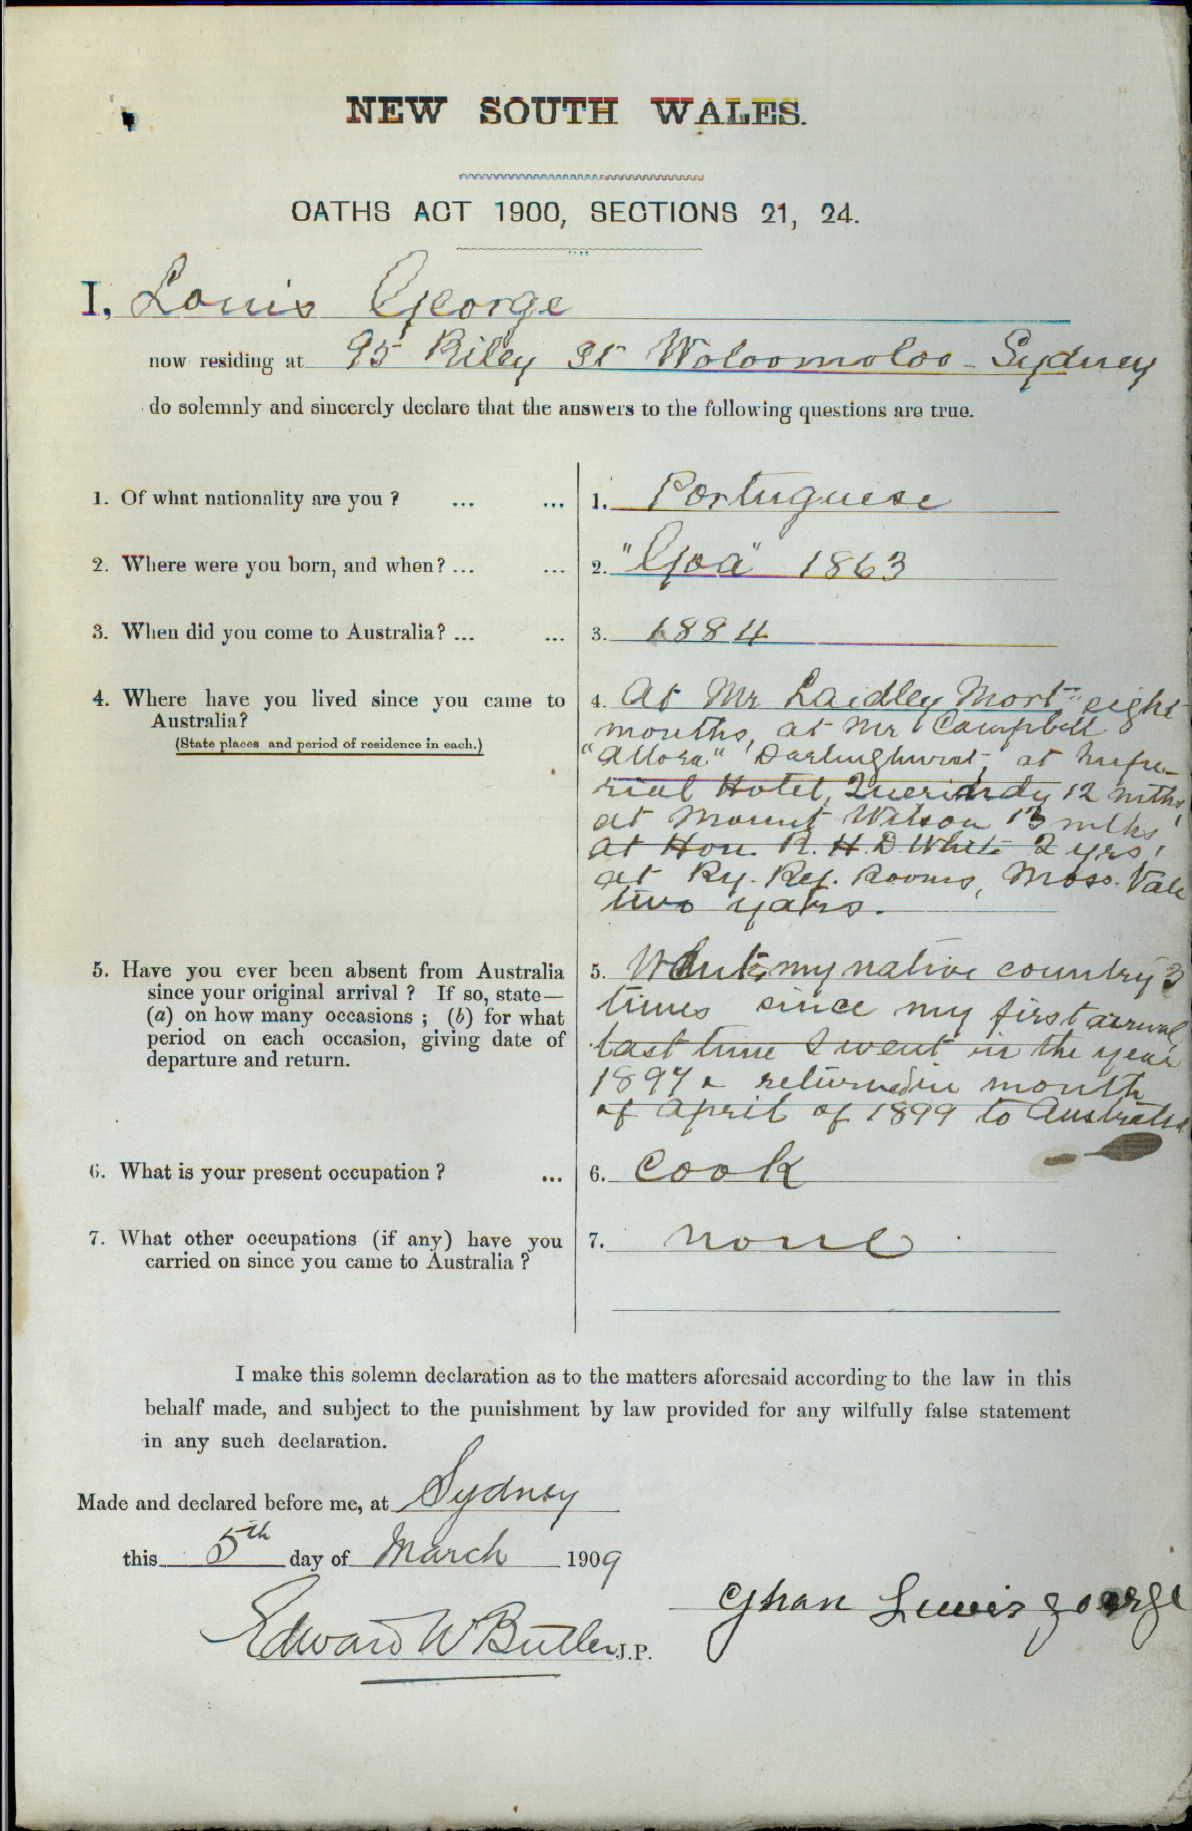 NEW SOUTH WALES.
OATHS ACT 1900, SECTIONS 21, 24.
I, Louis George
now residing at 95 Riley St Woloomoloo - Sydney
do solemnly and sincerely declare that the answers to the following questions are true.
1. Of what nationality are you ? ... ... 1. Portuguese
2. Where were you born, and when? ... ... 2. "Goa" 1863
3. When did you come to Australia? ... ... 3. 1884
4. Where have you lived since you came to
Australia?
(State places and period of residence in each.)
4. At Mr Laidley Mort eight
months, at Mr Campbell
"Allora" Darlinghurst, at Impe-
rial Hotel, Quirindy 12 mths,
at Mount Wilson 13 mths,
at Hon. R. H. D White 2 yrs,
at Ry. Ref. Rooms, Moss Vale
two years.
5. Have you ever been absent from Australia
since your original arrival ? If so, state—
(a) on how many occasions ; (b) for what
period on each occasion, giving date of
departure and return.
5. Went my native country 3
times since my first arrival
last time I went in the year
1897 & returned in month
of April of 1899 to Australia
6. What is your present occupation ? ... 6. Cook
7. What other occupations (if any) have you
carried on since you came to Australia ?
7. none
I make this solemn declaration as to the matters aforesaid according to the law in this
behalf made, and subject to the punishment by law provided for any wilfully false statement
in any such declaration.
Made and declared before me, at Sydney
this 5th day of March 1909
Lewis goerge
Edward W Butler J.P.